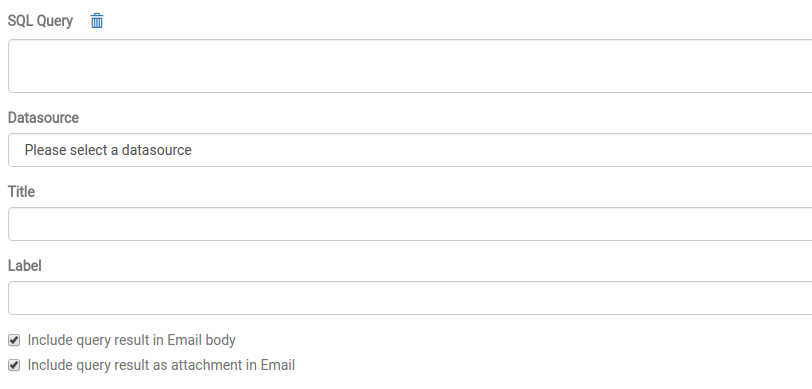 SQL Query
Datasource
Please select a datasource
Title
Label
Include query result in Email body
Include query result as attachment in Email